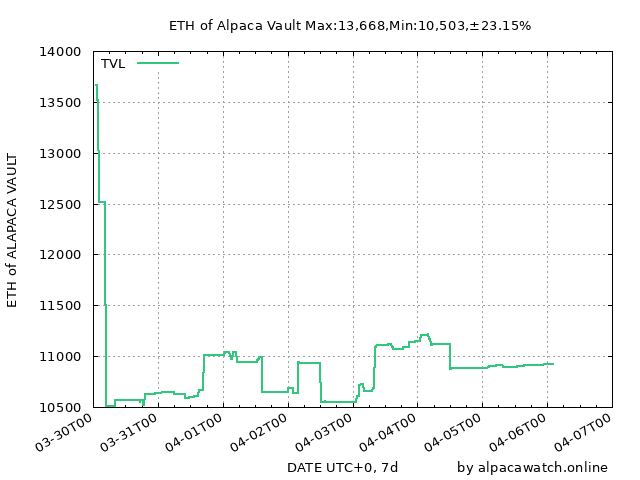 ETH of Alpaca Vault Max:13,668,Min:10,503,±23.15%
14000
TVL
13500
13000
12500
12000
11500
11000
10500
ETH of ALAPACA VAULT
03-30T00
03-31T00
04-01T00
04-02T00
04-03T00
04-04T00
04-05T00
04-06T00
04-07T00
DATE UTC+0, 7d
by alpacawatch.online